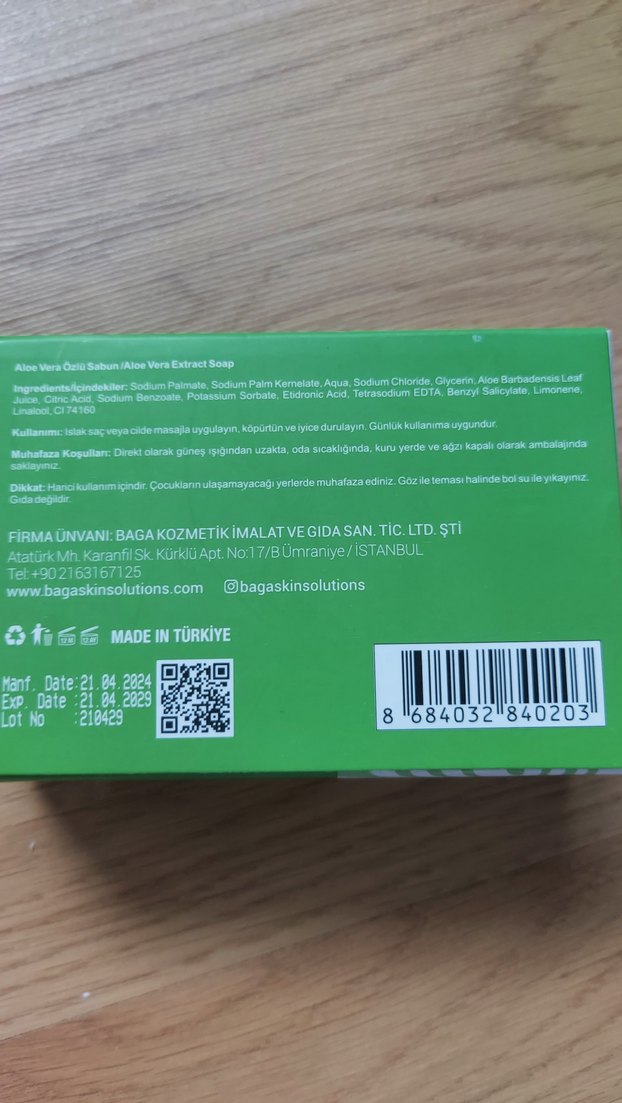 Aloe Vera Özlü Sabun /Aloe Vera Extract Soap
Ingredients/İçindekiler: Sodium Palmate, Sodium Palm Kernelate, Aqua, Sodium Chloride, Glycerin, Aloe Barbadensis Leaf
Juice, Citric Acid, Sodium Benzoate, Potassium Sorbate, Etidronic Acid, Tetrasodium EDTA, Benzyl Salicylate, Limonene,
Linalool, CI 74160
Kullanımı: Islak saç veya cilde masajla uygulayın, köpürtün ve iyice durulayın. Günlük kullanıma uygundur.
Muhafaza Koşulları: Direkt olarak güneş ışığından uzakta, oda sıcaklığında, kuru yerde ve ağzı kapalı olarak ambalajında
saklayınız.
Dikkat: Harici kullanım içindir. Çocukların ulaşamayacağı yerlerde muhafaza ediniz. Göz ile teması halinde bol su ile yıkayınız.
Gıda değildir.
FİRMA ÜNVANI: BAGA KOZMETİK İMALAT VE GIDA SAN. TİC. LTD. ŞTİ
Atatürk Mh. Karanfil Sk. Kürklü Apt. No:17/B Ümraniye / İSTANBUL
Tel: +902163167125
www.bagaskinsolutions.com bagaskinsolutions
12 M 12 AY MADE IN TÜRKİYE
Manf. Date:21.04.2024
Exp. Date :21.04.2029
Lot No :210429
8 684032 840203